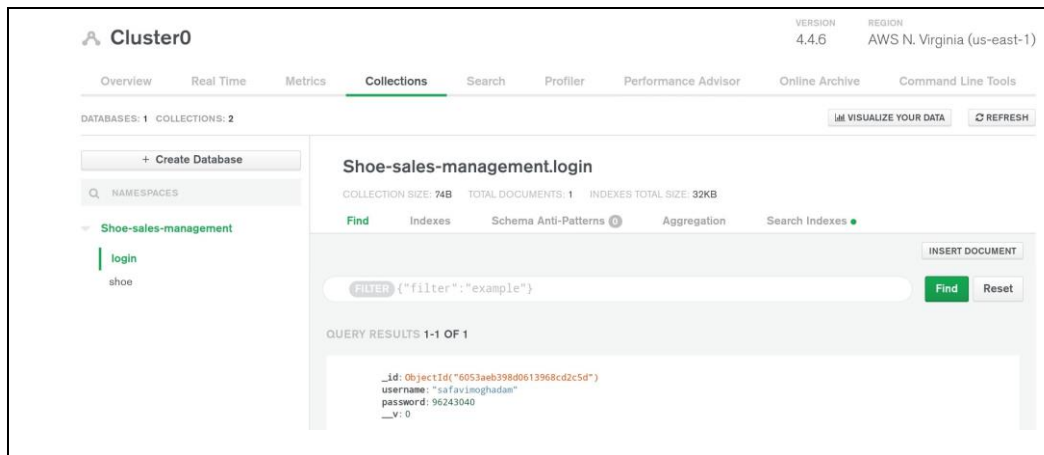 Cluster0
VERSION REGION
4.4.6 AWS N. Virginia (us-east-1)
Overview Real Time Metrics Collections Search Profiler Performance Advisor Online Archive Command Line Tools
DATABASES: 1 COLLECTIONS: 2
VISUALIZE YOUR DATA REFRESH
+ Create Database
NAMESPACES
Shoe-sales-management
login
shoe
Shoe-sales-management.login
COLLECTION SIZE: 74B TOTAL DOCUMENTS: 1 INDEXES TOTAL SIZE: 32KB
Find Indexes Schema Anti-Patterns 0 Aggregation Search Indexes
INSERT DOCUMENT
FILTER {"filter":"example"}
Find Reset
QUERY RESULTS 1-1 OF 1
_id: ObjectId("6053aeb398d0613968cd2c5d")
username: "safavimoghadam"
password: 96243040
__v: 0